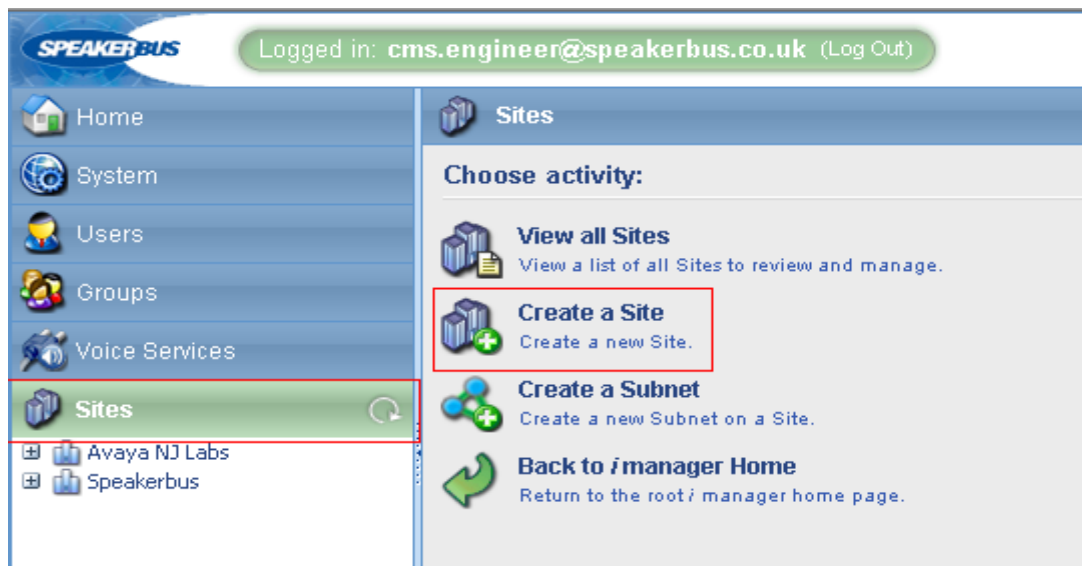 SPEAKERBUS
Logged in: cms.engineer@speakerbus.co.uk (Log Out)
Home
System
Users
Groups
Voice Services
Sites
Avaya NJ Labs
Speakerbus
Sites
Choose activity:
View all Sites
View a list of all Sites to review and manage.
Create a Site
Create a new Site.
Create a Subnet
Create a new Subnet on a Site.
Back to i manager Home
Return to the root i manager home page.